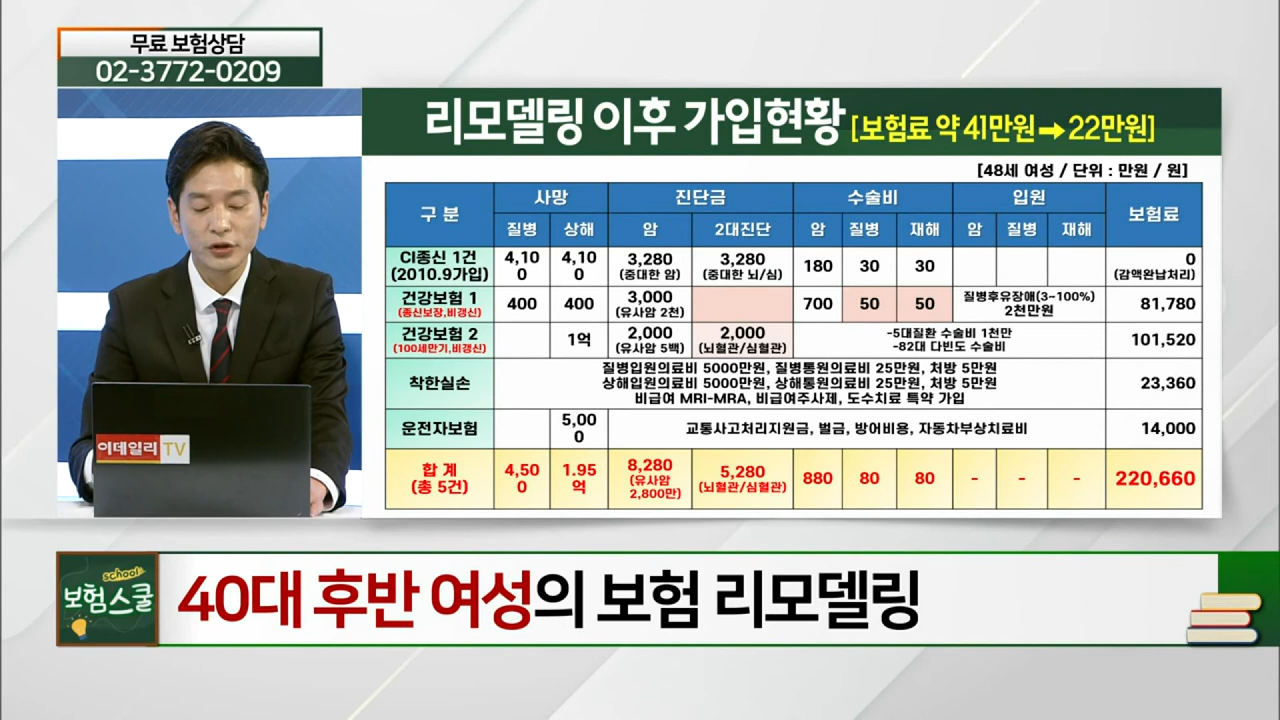 무료 보험상담
02-3772-0209
리모델링 이후 가입현황 [보험료 약 41만원➡22만원]
[48세 여성 / 단위 : 만원 / 원]
구 분 사망 진단금 수술비 입원 보험료
질병 상해 암 2대진단 암 질병 재해 암 질병 재해
CI종신 1건
(2010.9가입)
4,10
0
4,10
0
3,280
(중대한 암)
3,280
(중대한 뇌/심)
180 30 30
0
(감액완납처리)
건강보험 1
(종신보장,비갱신)
400 400
3,000
(유사암 2천)
700 50 50
질병후유장애(3~100%)
2천만원
81,780
건강보험 2
(100세만기,비갱신)
1억
2,000
(유사암 5백)
2,000
(뇌혈관/심혈관)
-5대질환 수술비 1천만
-82대 다빈도 수술비
101,520
착한실손
질병입원의료비 5000만원, 질병통원의료비 25만원, 처방 5만원
상해입원의료비 5000만원, 상해통원의료비 25만원, 처방 5만원
비급여 MRI-MRA, 비급여주사제, 도수치료 특약 가입
23,360
운전자보험
5,00
0
교통사고처리지원금, 벌금, 방어비용, 자동차부상치료비
14,000
합 계
(총 5건)
4,50
0
1.95
억
8,280
(유사암
2,800만)
5,280
(뇌혈관/심혈관)
880 80 80 - - - 220,660
이데일리 TV
school
보험스쿨
40대 후반 여성의 보험 리모델링